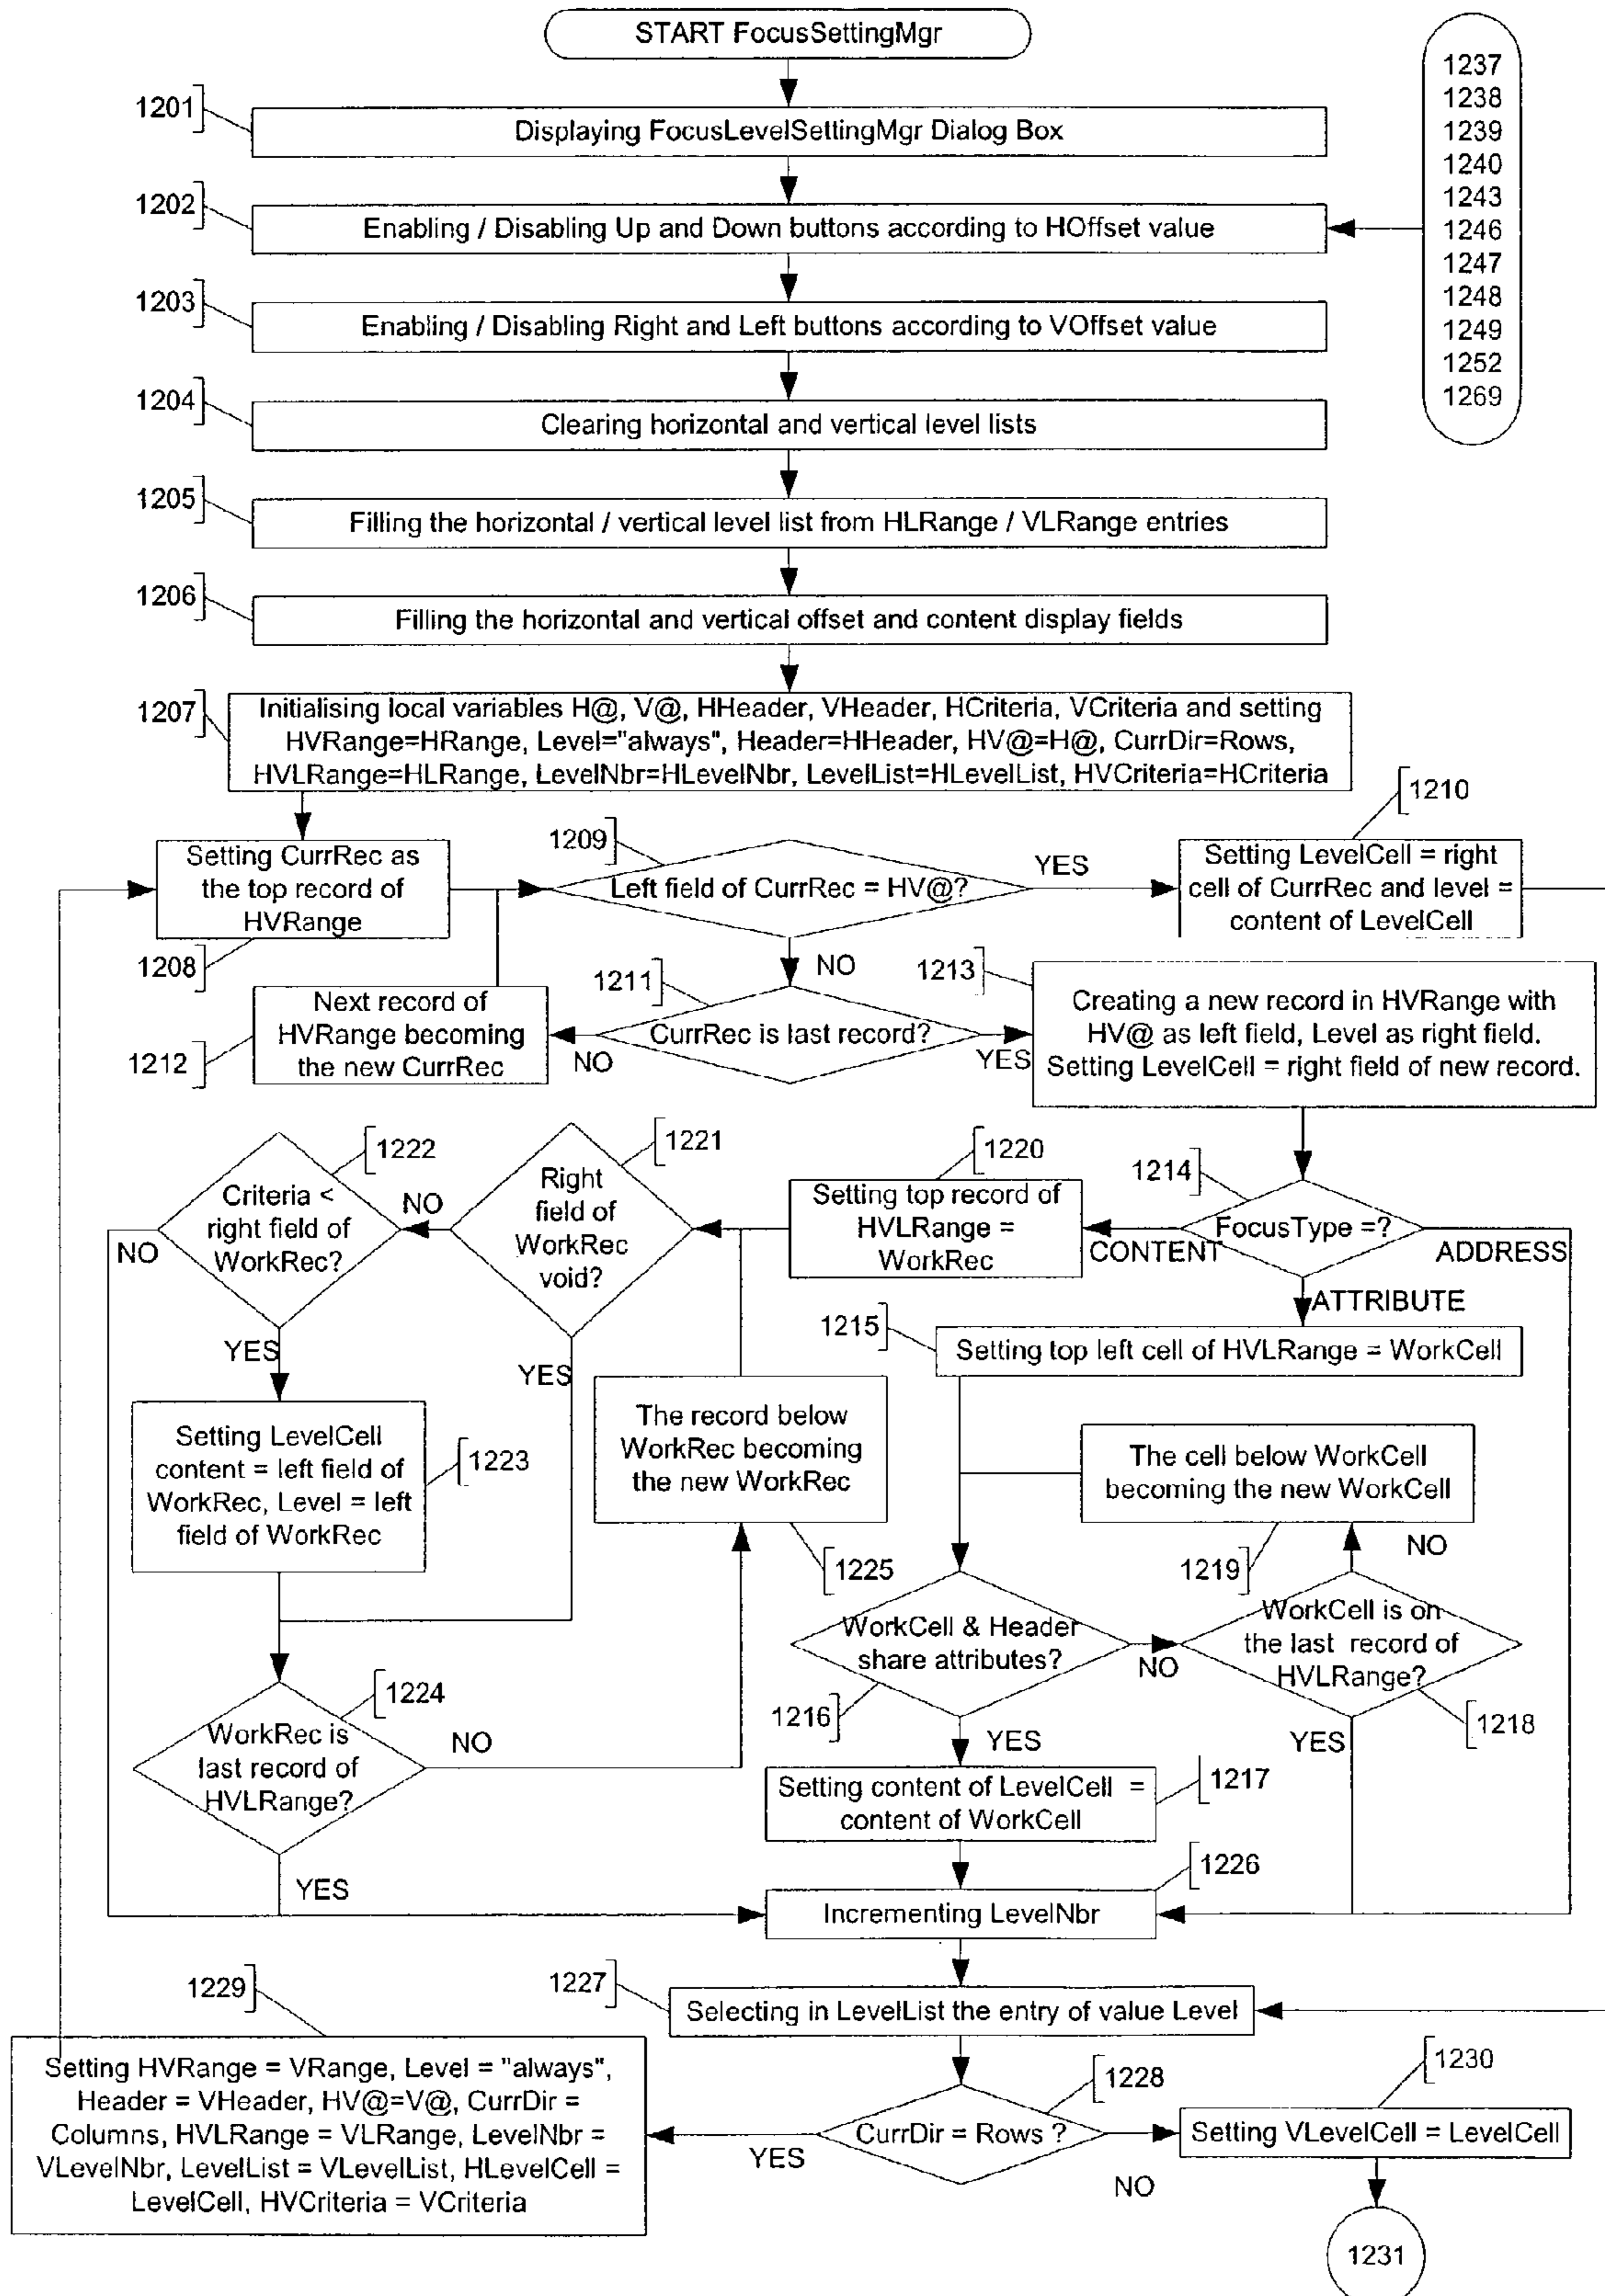 START FocusSettingMgr
1237
1238
1239
1240
1243
1246
1247
1248
1249
1252
1269
1201
Displaying FocusLevelSettingMgr Dialog Box
1202
Enabling / Disabling Up and Down buttons according to HOffset value
1203
Enabling / Disabling Right and Left buttons according to VOffset value
1204
Clearing horizontal and vertical level lists
1205
Filling the horizontal / vertical level list from HLRange / VLRange entries
1206
Filling the horizontal and vertical offset and content display fields
1207
Initialising local variables H@, V@, HHeader, VHeader, HCriteria, VCriteria and setting
HVRange=HRange, Level="always", Header=HHeader, HV@=H@, CurrDir=Rows,
HVLRange=HLRange, LevelNbr=HLevelNbr, LevelList=HLevelList, HVCriteria=HCriteria
Setting CurrRec as
the top record of
HVRange
1208
1209
Left field of CurrRec = HV@?
YES
NO
1210
Setting LevelCell = right
cell of CurrRec and level =
content of LevelCell
1211
CurrRec is last record?
NO
YES
Next record of
HVRange becoming
the new CurrRec
1212
1213
Creating a new record in HVRange with
HV@ as left field, Level as right field.
Setting LevelCell = right field of new record.
1214
FocusType =?
CONTENT
ADDRESS
ATTRIBUTE
1220
Setting top record of
HVLRange =
WorkRec
1221
Right
field of
WorkRec
void?
NO
YES
1222
Criteria <
right field of
WorkRec?
NO
YES
1215
Setting top left cell of HVLRange = WorkCell
Setting LevelCell
content = left field of
WorkRec, Level = left
field of WorkRec
1223
The record below
WorkRec becoming
the new WorkRec
1225
The cell below WorkCell
becoming the new WorkCell
1219
NO
WorkCell & Header
share attributes?
1216
NO
YES
WorkCell is on
the last record of
HVLRange?
1218
YES
1224
WorkRec is
last record of
HVLRange?
NO
YES
Setting content of LevelCell =
content of WorkCell
1217
1226
Incrementing LevelNbr
1227
Selecting in LevelList the entry of value Level
1228
CurrDir = Rows ?
YES
NO
1229
Setting HVRange = VRange, Level = "always",
Header = VHeader, HV@=V@, CurrDir =
Columns, HVLRange = VLRange, LevelNbr =
VLevelNbr, LevelList = VLevelList, HLevelCell =
LevelCell, HVCriteria = VCriteria
1230
Setting VLevelCell = LevelCell
1231